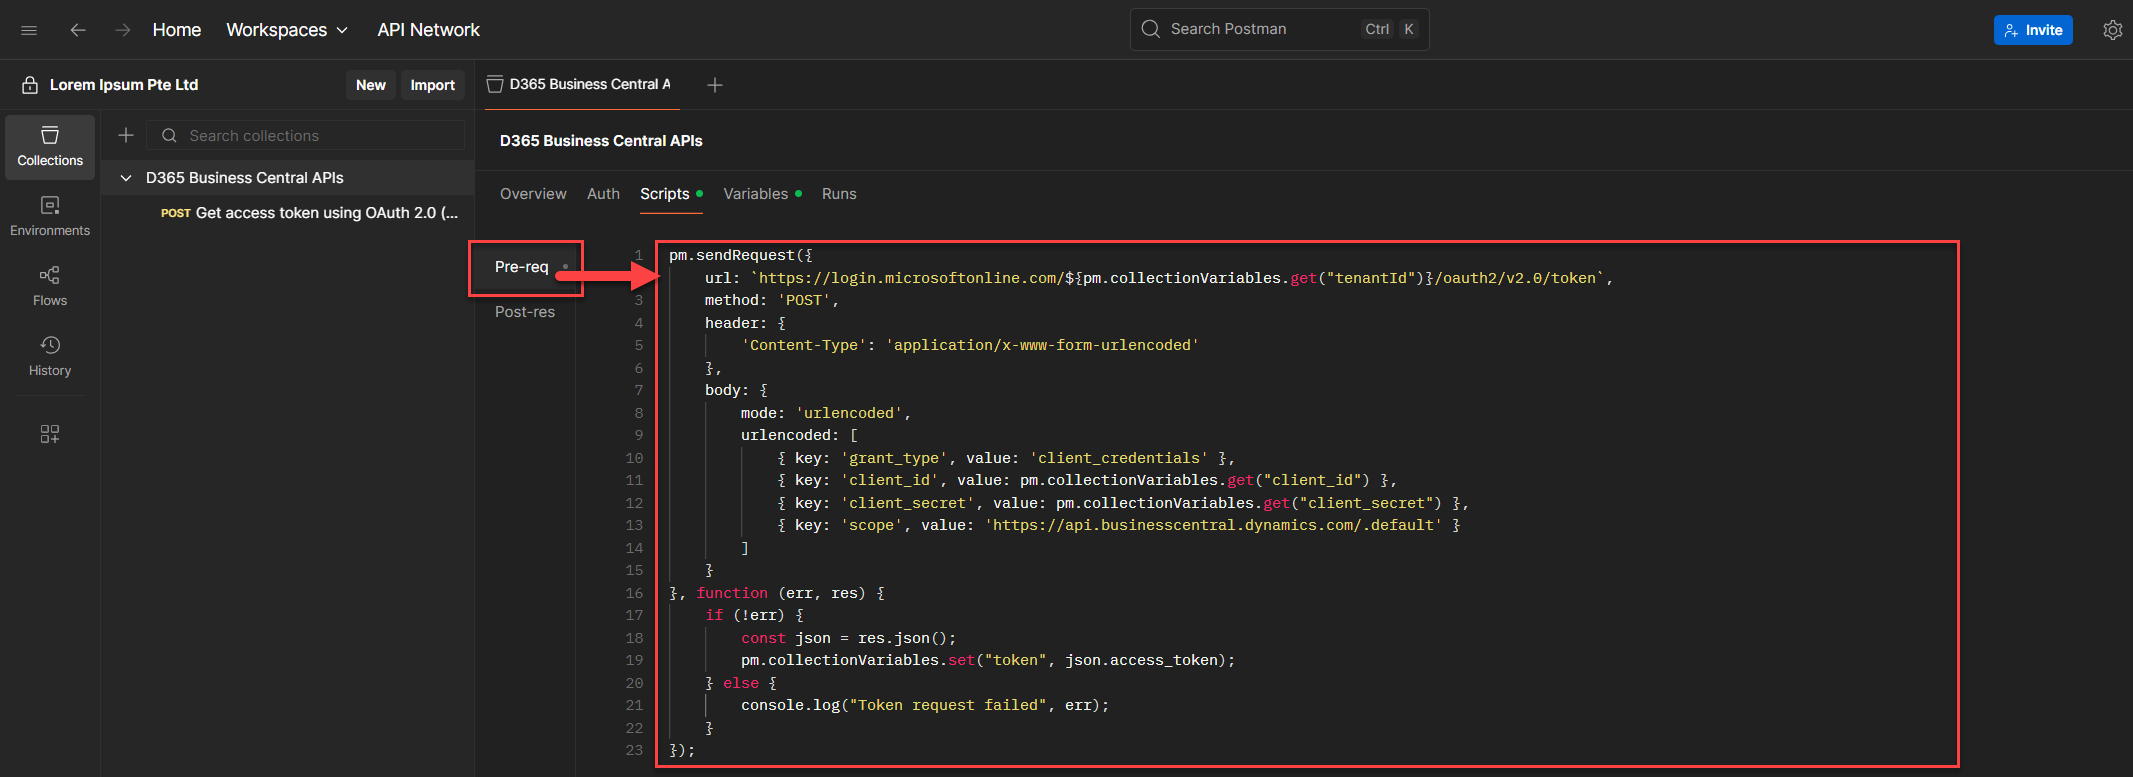 Home Workspaces API Network Search Postman Ctrl K Invite
Lorem Ipsum Pte Ltd New Import
D365 Business Central A
Collections
Environments
Flows
History
Search collections
D365 Business Central APIs
POST Get access token using OAuth 2.0 (...
D365 Business Central APIs
Overview Auth Scripts Variables Runs
Pre-req
Post-res
1 pm.sendRequest({
url: `https://login.microsoftonline.com/${pm.collectionVariables.get("tenantId")}/oauth2/v2.0/token`,
3 method: 'POST',
4 header: {
5 'Content-Type': 'application/x-www-form-urlencoded'
6 },
7 body: {
8 mode: 'urlencoded',
9 urlencoded: [
10 { key: 'grant_type', value: 'client_credentials' },
11 { key: 'client_id', value: pm.collectionVariables.get("client_id") },
12 { key: 'client_secret', value: pm.collectionVariables.get("client_secret") },
13 { key: 'scope', value: 'https://api.businesscentral.dynamics.com/.default' }
14 ]
15 }
16 }, function (err, res) {
17 if (!err) {
18 const json = res.json();
19 pm.collectionVariables.set("token", json.access_token);
20 } else {
21 console.log("Token request failed", err);
22 }
23 });